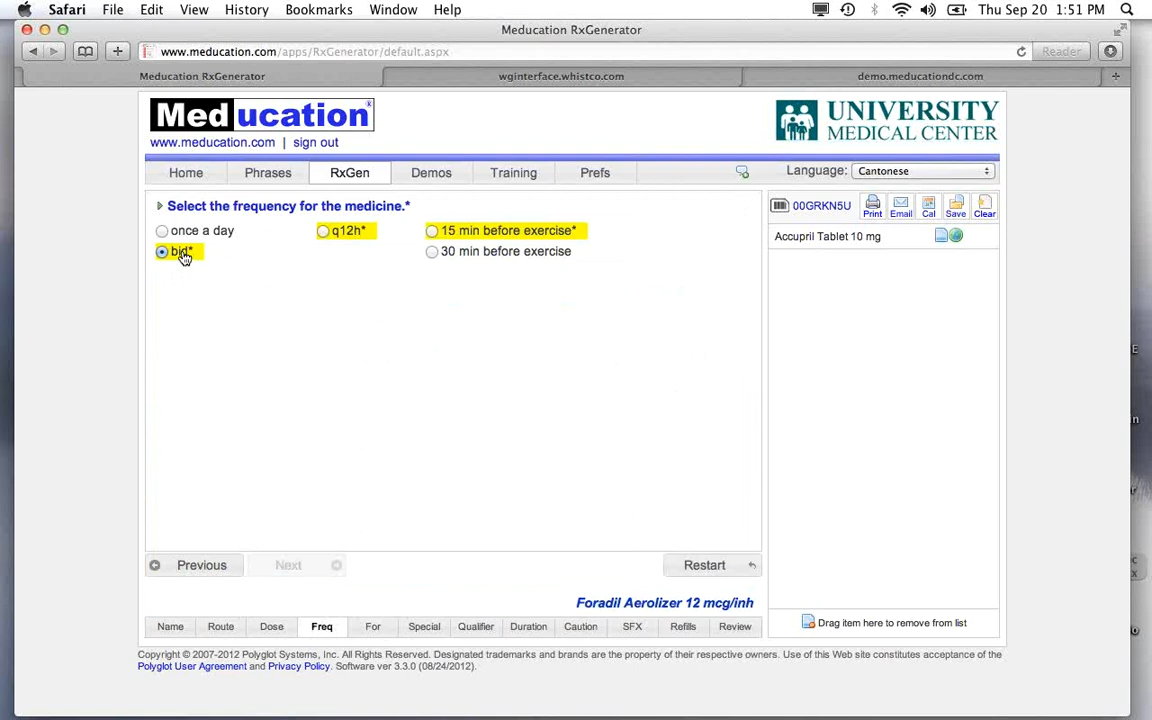 Safari File Edit View History Bookmarks Window Help Thu Sep 20 1:51 PM
Meducation RxGenerator
www.meducation.com/apps/RxGenerator/default.aspx Reader
Meducation RxGenerator wginterface.whistco.com demo.meducationdc.com
Meducation®
www.meducation.com | sign out
UNIVERSITY
MEDICAL CENTER
Home Phrases RxGen Demos Training Prefs Language: Cantonese
Select the frequency for the medicine.*
once a day q12h* 15 min before exercise*
bid* 30 min before exercise
00GRKN5U Print Email Cal Save Clear
Accupril Tablet 10 mg
Previous Next Restart
Foradil Aerolizer 12 mcg/inh
Name Route Dose Freq For Special Qualifier Duration Caution SFX Refills Review
Drag item here to remove from list
Copyright © 2007-2012 Polyglot Systems, Inc. All Rights Reserved. Designated trademarks and brands are the property of their respective owners. Use of this Web site constitutes acceptance of the
Polyglot User Agreement and Privacy Policy. Software ver 3.3.0 (08/24/2012).